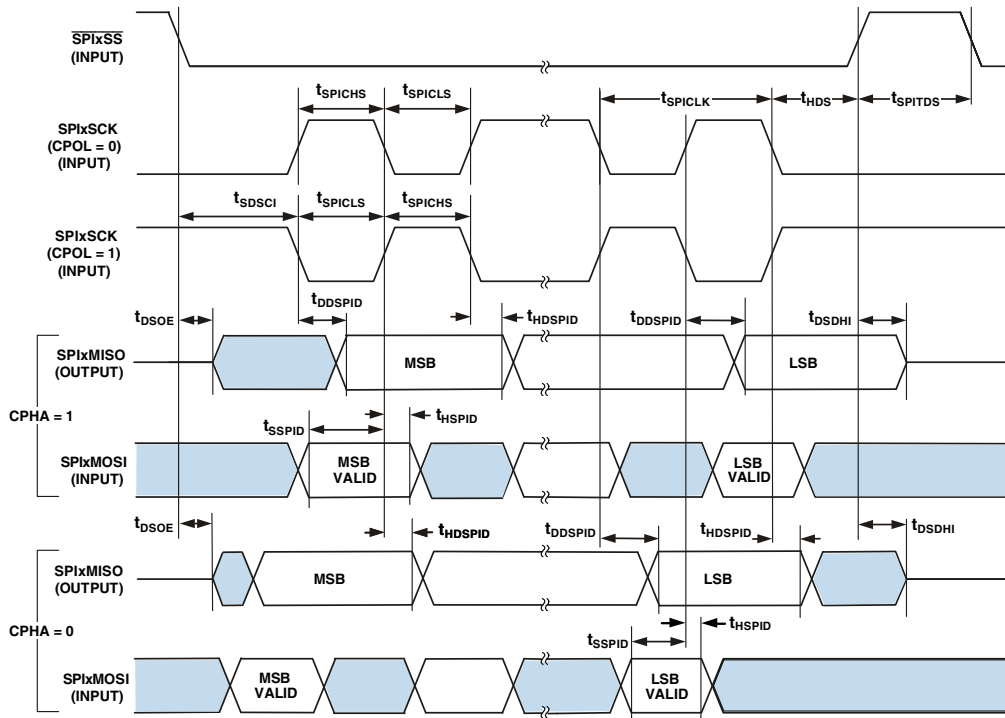 SPIxSS
(INPUT)
tSPICHS
tSPICLS
tSPICLK
tHDS
tSPITDS
SPIxSCK
(CPOL = 0)
(INPUT)
tSDSCI
tSPICLS
tSPICHS
SPIxSCK
(CPOL = 1)
(INPUT)
tDSOE
tDDSPID
tHDSPID
tDDSPID
tDSDHI
SPIxMISO
(OUTPUT)
MSB
LSB
CPHA = 1
tSSPID
tHSPID
SPIxMOSI
(INPUT)
MSB
VALID
LSB
VALID
tDSOE
tHDSPID
tDDSPID
tHDSPID
tDSDHI
SPIxMISO
(OUTPUT)
MSB
LSB
CPHA = 0
tSSPID
tHSPID
SPIxMOSI
(INPUT)
MSB
VALID
LSB
VALID